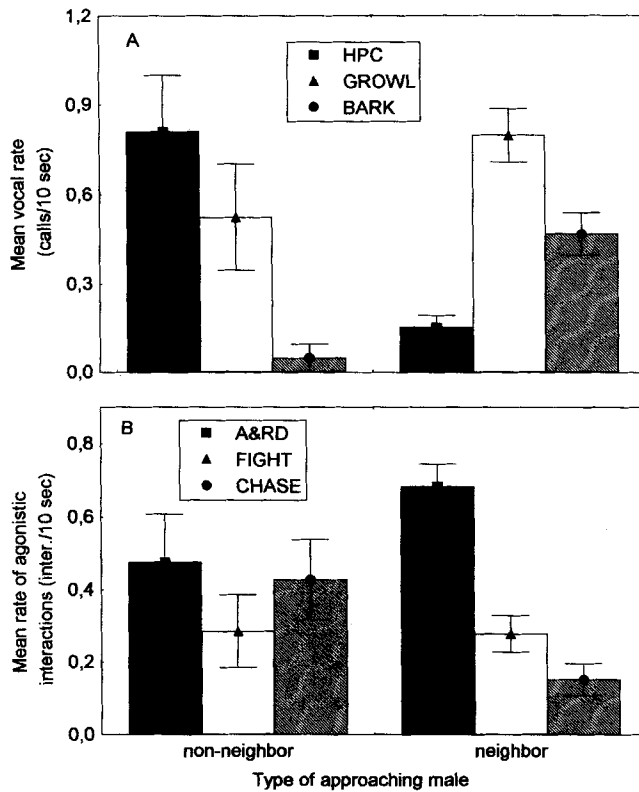 A
HPC
GROWL
BARK
Mean vocal rate
(calls/10 sec)
1,2
0,9
0,6
0,3
0,0
B
A&RD
FIGHT
CHASE
Mean rate of agonistic
interactions (inter./10 sec)
0,8
0,6
0,4
0,2
0,0
non-neighbor
neighbor
Type of approaching male